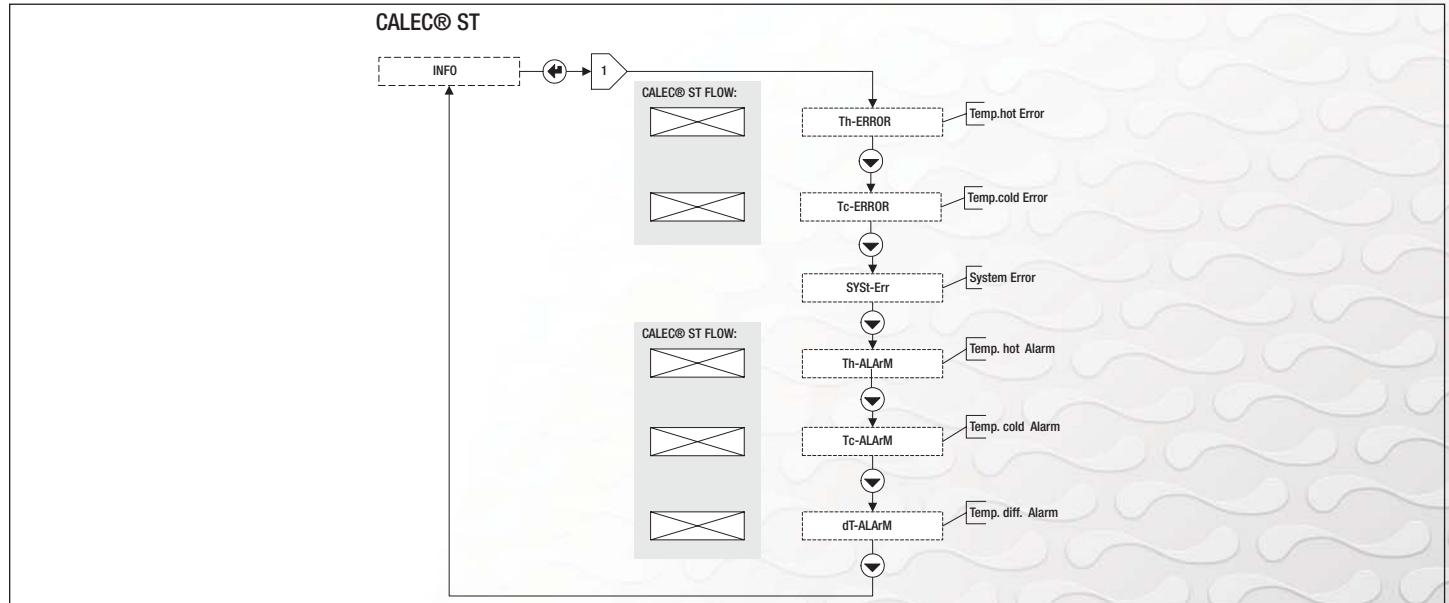 CALEC® ST
INFO
1
CALEC® ST FLOW:
Th-ERROR
Temp.hot Error
Tc-ERROR
Temp.cold Error
SYSt-Err
System Error
CALEC® ST FLOW:
Th-ALArM
Temp. hot Alarm
Tc-ALArM
Temp. cold Alarm
dT-ALArM
Temp. diff. Alarm